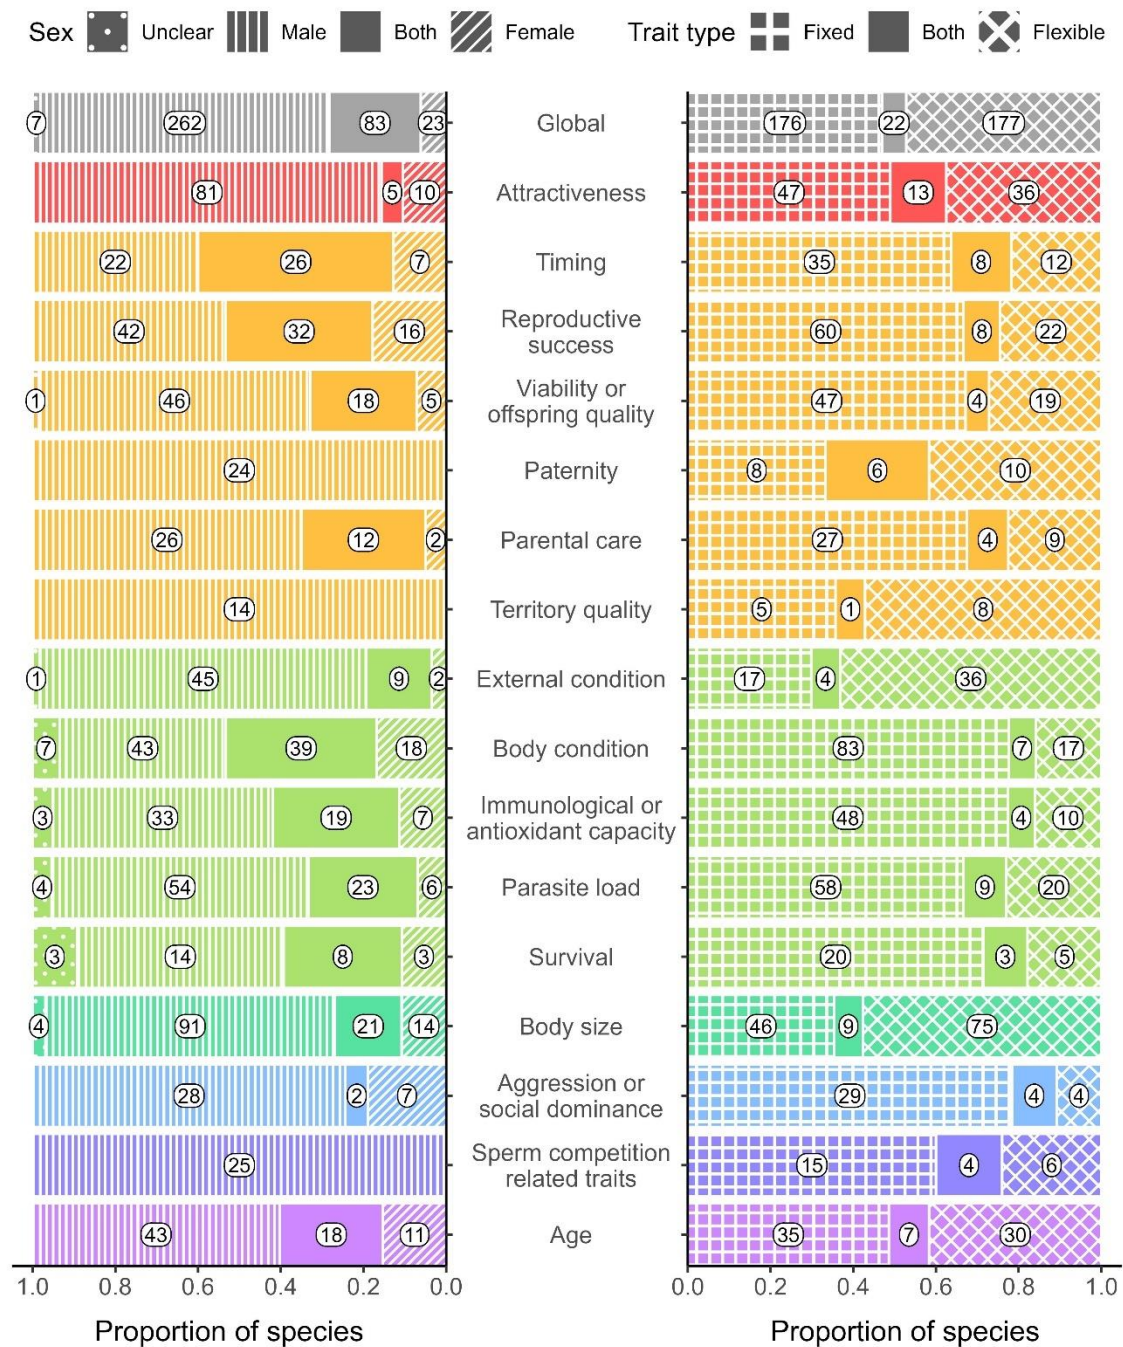 Sex Unclear Male Both Female Trait type Fixed Both Flexible
7 262 83 23 Global 176 22 177
81 5 10 Attractiveness 47 13 36
22 26 7 Timing 35 8 12
42 32 16 Reproductive success 60 8 22
1 46 18 5 Viability or offspring quality 47 4 19
24 Paternity 8 6 10
26 12 2 Parental care 27 4 9
14 Territory quality 5 1 8
1 45 9 2 External condition 17 4 36
7 43 39 18 Body condition 83 7 17
3 33 19 7 Immunological or antioxidant capacity 48 4 10
4 54 23 6 Parasite load 58 9 20
3 14 8 3 Survival 20 3 5
4 91 21 14 Body size 46 9 75
28 2 7 Aggression or social dominance 29 4 4
25 Sperm competition related traits 15 4 6
43 18 11 Age 35 7 30
1.0 0.8 0.6 0.4 0.2 0.0 0.0 0.2 0.4 0.6 0.8 1.0
Proportion of species Proportion of species